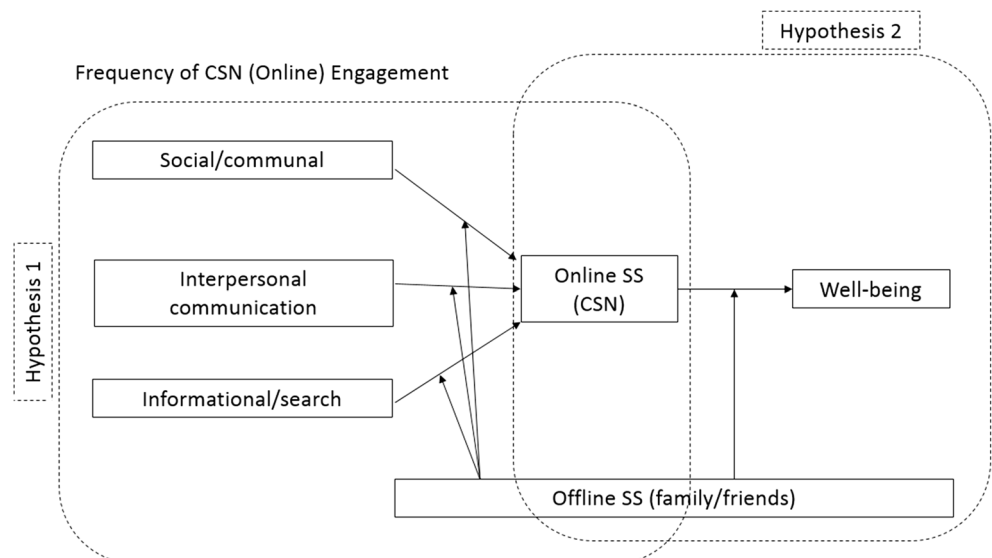 Hypothesis 2
Frequency of CSN (Online) Engagement
Social/communal
Hypothesis 1
Interpersonal
communication
Online SS
(CSN)
Well-being
Informational/search
Offline SS (family/friends)